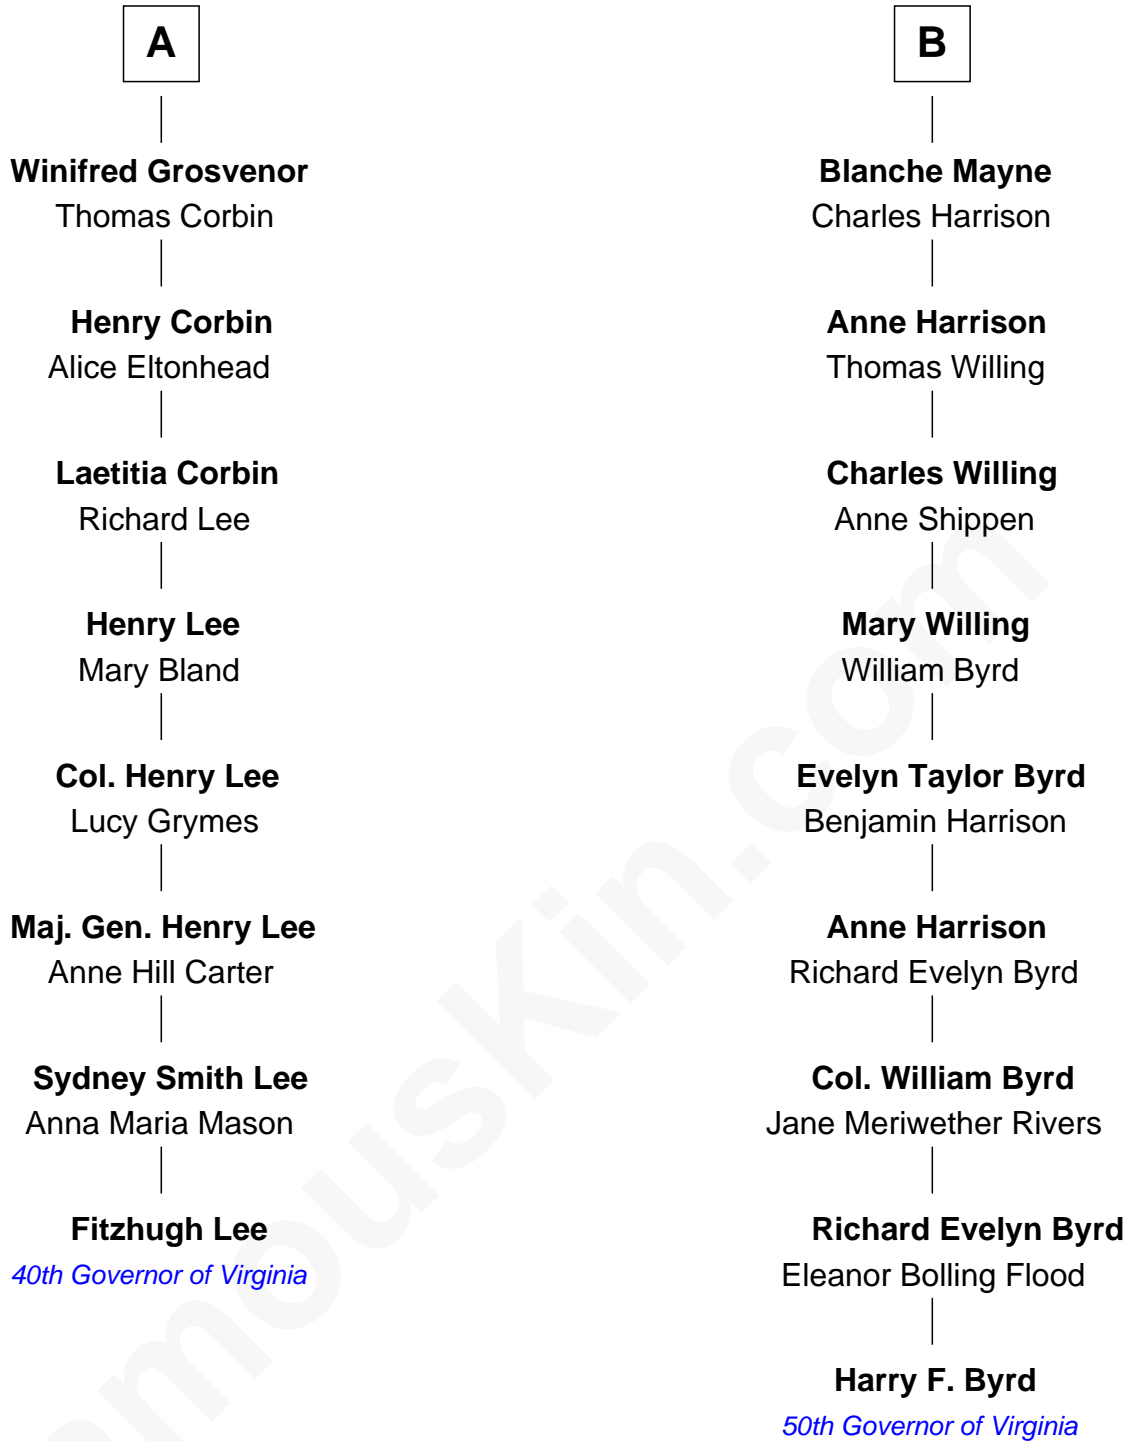 A
Winifred Grosvenor
Thomas Corbin
Henry Corbin
Alice Eltonhead
Laetitia Corbin
Richard Lee
Henry Lee
Mary Bland
Col. Henry Lee
Lucy Grymes
Maj. Gen. Henry Lee
Anne Hill Carter
Sydney Smith Lee
Anna Maria Mason
Fitzhugh Lee
40th Governor of Virginia
B
Blanche Mayne
Charles Harrison
Anne Harrison
Thomas Willing
Charles Willing
Anne Shippen
Mary Willing
William Byrd
Evelyn Taylor Byrd
Benjamin Harrison
Anne Harrison
Richard Evelyn Byrd
Col. William Byrd
Jane Meriwether Rivers
Richard Evelyn Byrd
Eleanor Bolling Flood
Harry F. Byrd
50th Governor of Virginia
amouskin.com